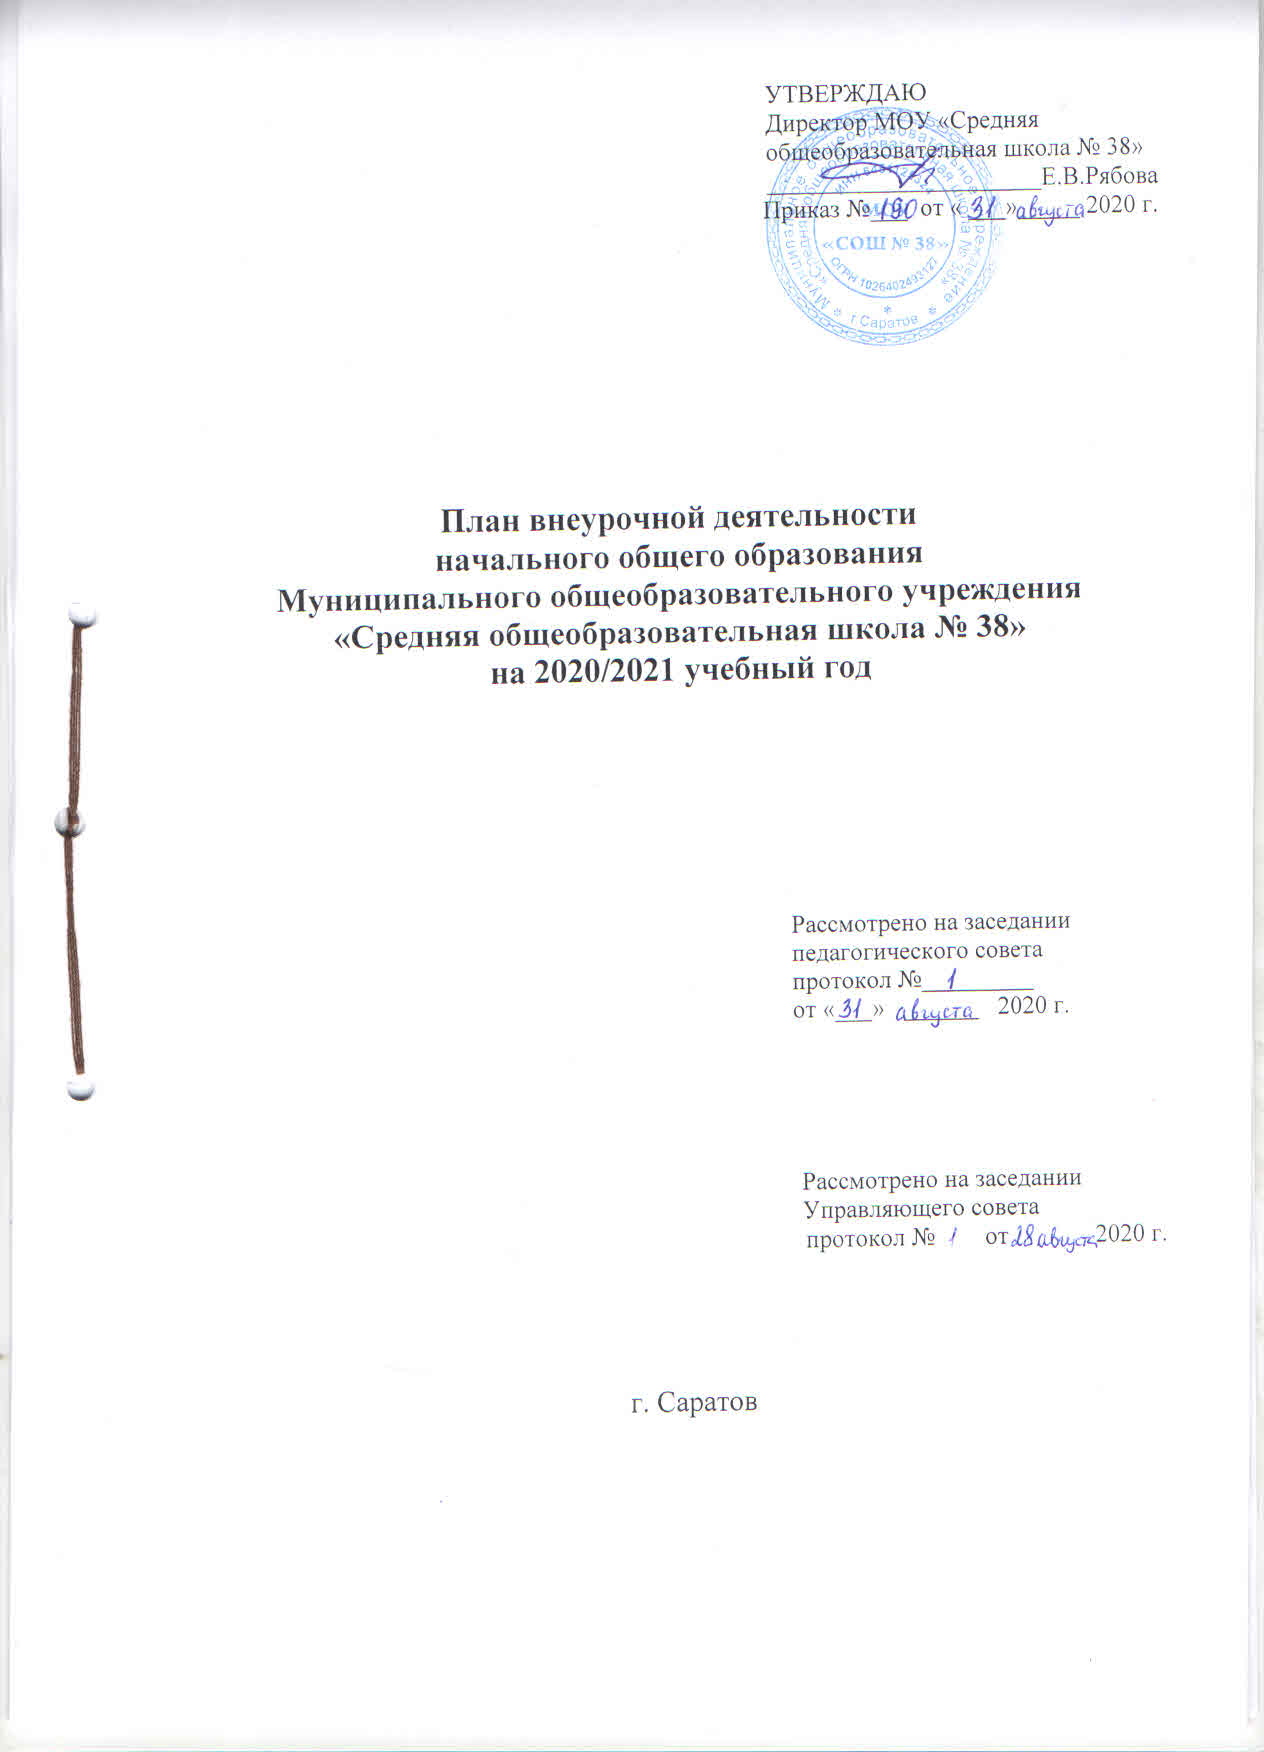 УТВЕРЖДАЮ
Директор МОУ «Средняя
общеобразовательная школа № 38»
Е.В.Рябова
Приказ № 190 от « 31 » августа 2020 г.
«СОШ № 38»
ОГРН 1026402493127
г Саратов
План внеурочной деятельности
начального общего образования
Муниципального общеобразовательного учреждения
«Средняя общеобразовательная школа № 38»
на 2020/2021 учебный год
Рассмотрено на заседании
педагогического совета
протокол № 1
от «31» августа 2020 г.
Рассмотрено на заседании
Управляющего совета
протокол № 1 от 28 августа 2020 г.
г. Саратов